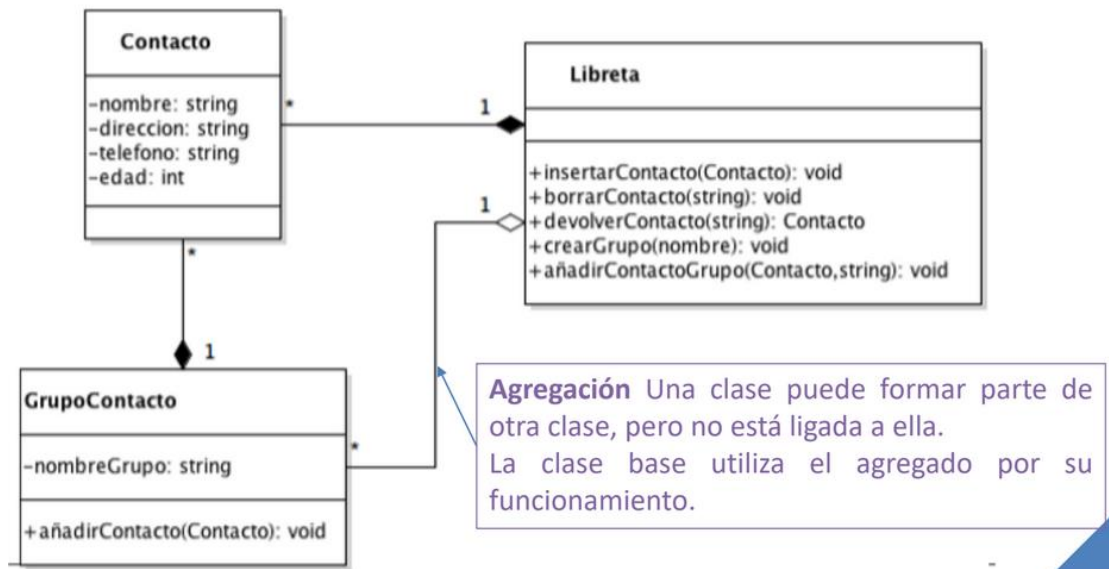 Contacto
-nombre: string
-direccion: string
-telefono: string
-edad: int
*
1
Libreta
+insertarContacto(Contacto): void
+borrarContacto(string): void
+devolverContacto(string): Contacto
+crearGrupo(nombre): void
+añadirContactoGrupo(Contacto,string): void
1
*
1
GrupoContacto
-nombreGrupo: string
+añadirContacto(Contacto): void
*
Agregación Una clase puede formar parte de
otra clase, pero no está ligada a ella.
La clase base utiliza el agregado por su
funcionamiento.